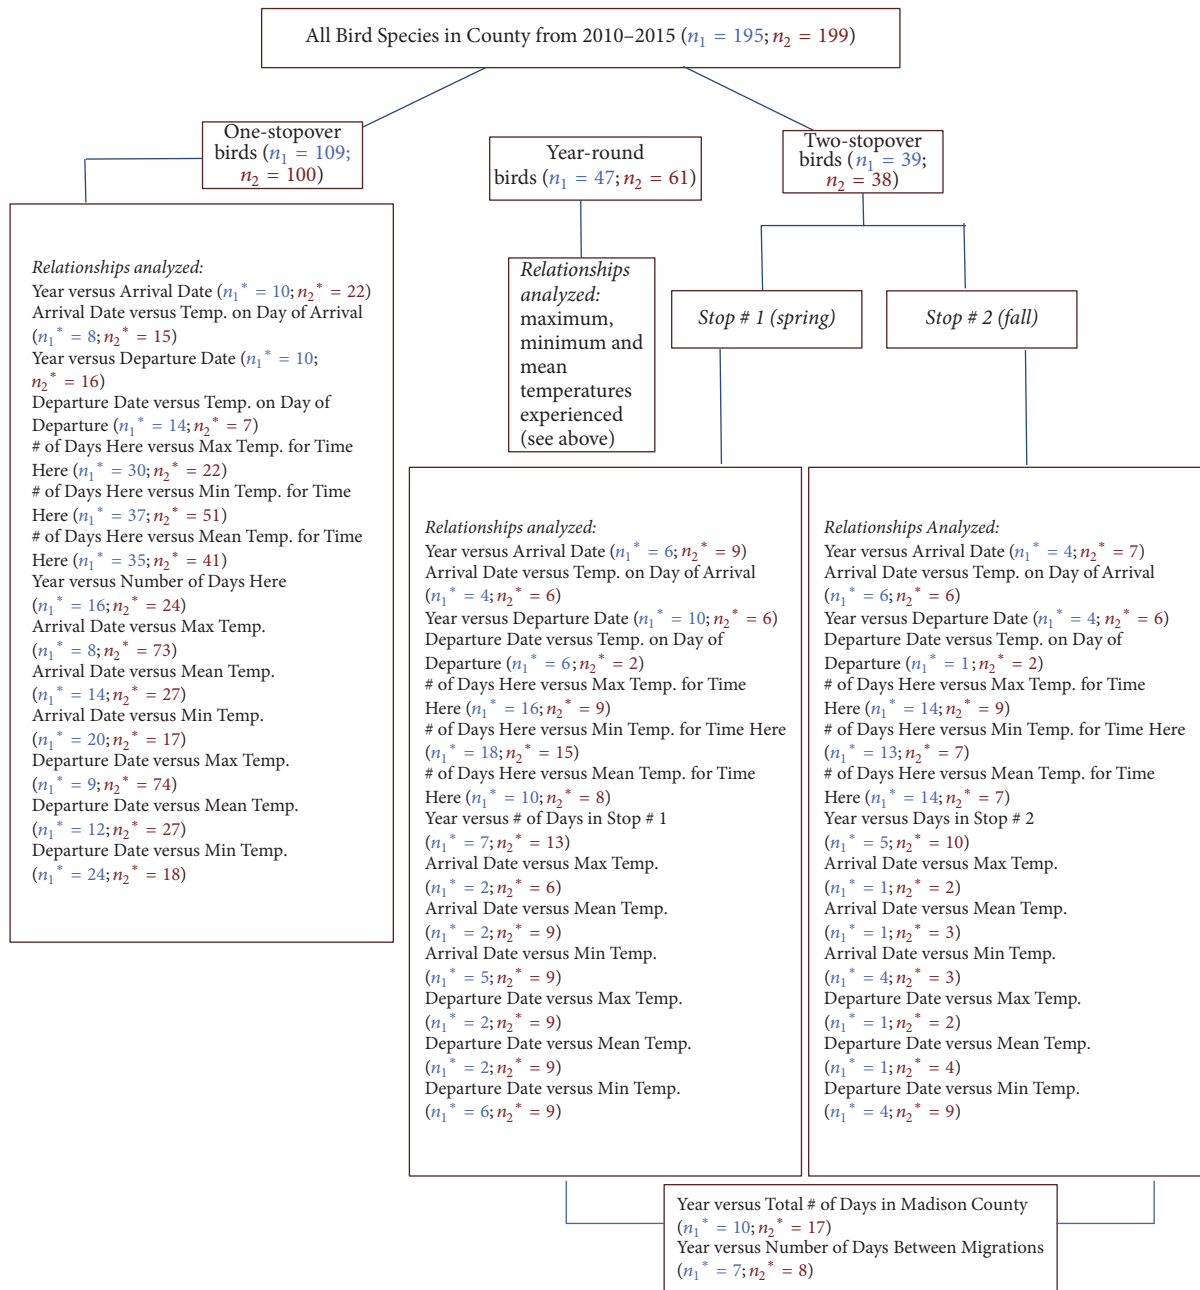 All Bird Species in County from 2010–2015 (n₁ = 195; n₂ = 199)
One-stopover
birds (n₁ = 109;
n₂ = 100)
Year-round
birds (n₁ = 47; n₂ = 61)
Two-stopover
birds (n₁ = 39;
n₂ = 38)
Relationships analyzed:
Year versus Arrival Date (n₁* = 10; n₂* = 22)
Arrival Date versus Temp. on Day of Arrival
(n₁* = 8; n₂* = 15)
Year versus Departure Date (n₁* = 10;
n₂* = 16)
Departure Date versus Temp. on Day of
Departure (n₁* = 14; n₂* = 7)
# of Days Here versus Max Temp. for Time
Here (n₁* = 30; n₂* = 22)
# of Days Here versus Min Temp. for Time
Here (n₁* = 37; n₂* = 51)
# of Days Here versus Mean Temp. for Time
Here (n₁* = 35; n₂* = 41)
Year versus Number of Days Here
(n₁* = 16; n₂* = 24)
Arrival Date versus Max Temp.
(n₁* = 8; n₂* = 73)
Arrival Date versus Mean Temp.
(n₁* = 14; n₂* = 27)
Arrival Date versus Min Temp.
(n₁* = 20; n₂* = 17)
Departure Date versus Max Temp.
(n₁* = 9; n₂* = 74)
Departure Date versus Mean Temp.
(n₁* = 12; n₂* = 27)
Departure Date versus Min Temp.
(n₁* = 24; n₂* = 18)
Relationships
analyzed:
maximum,
minimum and
mean
temperatures
experienced
(see above)
Stop # 1 (spring)
Stop # 2 (fall)
Relationships analyzed:
Year versus Arrival Date (n₁* = 6; n₂* = 9)
Arrival Date versus Temp. on Day of Arrival
(n₁* = 4; n₂* = 6)
Year versus Departure Date (n₁* = 10; n₂* = 6)
Departure Date versus Temp. on Day of
Departure (n₁* = 6; n₂* = 2)
# of Days Here versus Max Temp. for Time
Here (n₁* = 16; n₂* = 9)
# of Days Here versus Min Temp. for Time Here
(n₁* = 18; n₂* = 15)
# of Days Here versus Mean Temp. for Time
Here (n₁* = 10; n₂* = 8)
Year versus # of Days in Stop # 1
(n₁* = 7; n₂* = 13)
Arrival Date versus Max Temp.
(n₁* = 2; n₂* = 6)
Arrival Date versus Mean Temp.
(n₁* = 2; n₂* = 9)
Arrival Date versus Min Temp.
(n₁* = 5; n₂* = 9)
Departure Date versus Max Temp.
(n₁* = 2; n₂* = 9)
Departure Date versus Mean Temp.
(n₁* = 2; n₂* = 9)
Departure Date versus Min Temp.
(n₁* = 6; n₂* = 9)
Relationships Analyzed:
Year versus Arrival Date (n₁* = 4; n₂* = 7)
Arrival Date versus Temp. on Day of Arrival
(n₁* = 6; n₂* = 6)
Year versus Departure Date (n₁* = 4; n₂* = 6)
Departure Date versus Temp. on Day of
Departure (n₁* = 1; n₂* = 2)
# of Days Here versus Max Temp. for Time
Here (n₁* = 14; n₂* = 9)
# of Days Here versus Min Temp. for Time Here
(n₁* = 13; n₂* = 7)
# of Days Here versus Mean Temp. for Time
Here (n₁* = 14; n₂* = 7)
Year versus Days in Stop # 2
(n₁* = 5; n₂* = 10)
Arrival Date versus Max Temp.
(n₁* = 1; n₂* = 2)
Arrival Date versus Mean Temp.
(n₁* = 1; n₂* = 3)
Arrival Date versus Min Temp.
(n₁* = 4; n₂* = 3)
Departure Date versus Max Temp.
(n₁* = 1; n₂* = 2)
Departure Date versus Mean Temp.
(n₁* = 1; n₂* = 4)
Departure Date versus Min Temp.
(n₁* = 4; n₂* = 9)
Year versus Total # of Days in Madison County
(n₁* = 10; n₂* = 17)
Year versus Number of Days Between Migrations
(n₁* = 7; n₂* = 8)